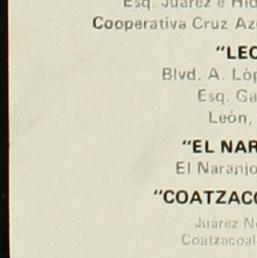 Esq. Juárez e Hid
Cooperativa Cruz Az
"LEO
Blvd. A. Lóp
Esq. Ga
León,
"EL NAR
El Naranjo
"COATZACO
Juárez N
Coatzacoal